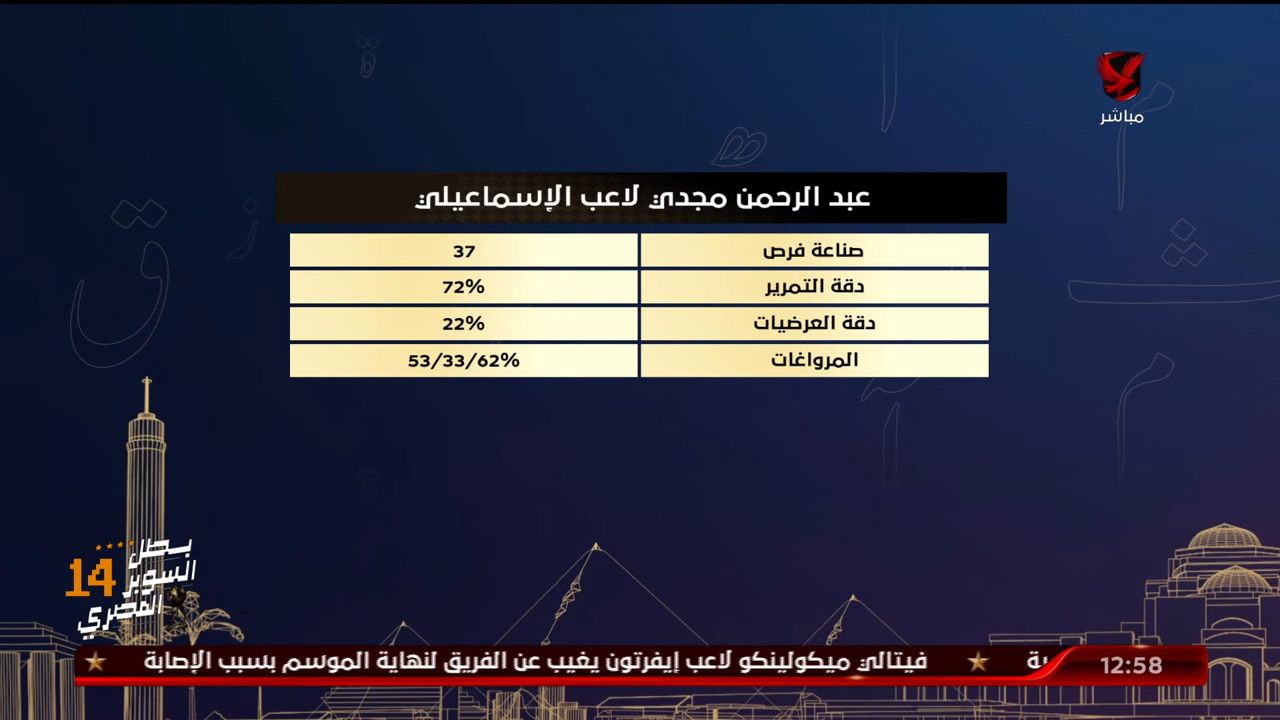 مباشر
عبد الرحمن مجدي لاعب الإسماعيلي
صناعة فرص 37
دقة التمرير 72%
دقة العرضيات 22%
المرواغات 53/33/62%
بطل
السوبر 14
المصري
فيتالي ميكولينكو لاعب إيفرتون يغيب عن الفريق لنهاية الموسم بسبب الإصابة
12:58